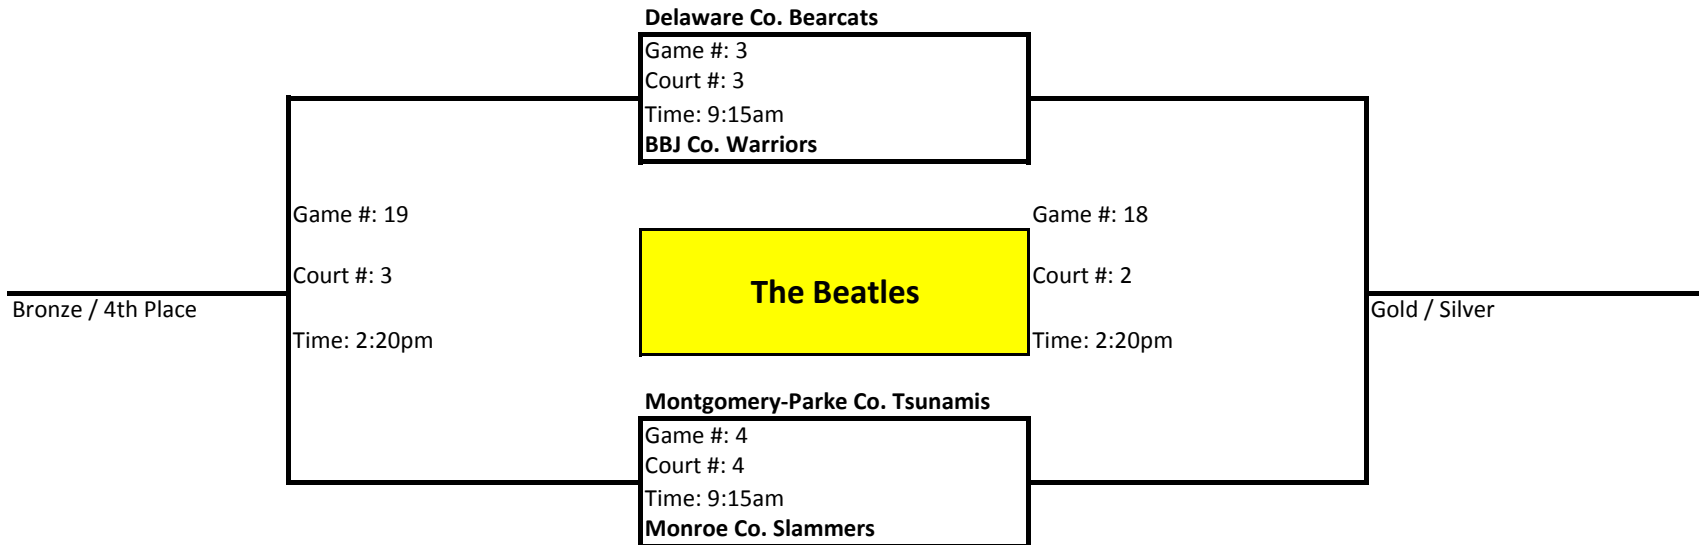 Delaware Co. Bearcats
Game #: 3
Court #: 3
Time: 9:15am
BBJ Co. Warriors
Game #: 19
Court #: 3
Time: 2:20pm
Bronze / 4th Place
The Beatles
Game #: 18
Court #: 2
Time: 2:20pm
Gold / Silver
Montgomery-Parke Co. Tsunamis
Game #: 4
Court #: 4
Time: 9:15am
Monroe Co. Slammers